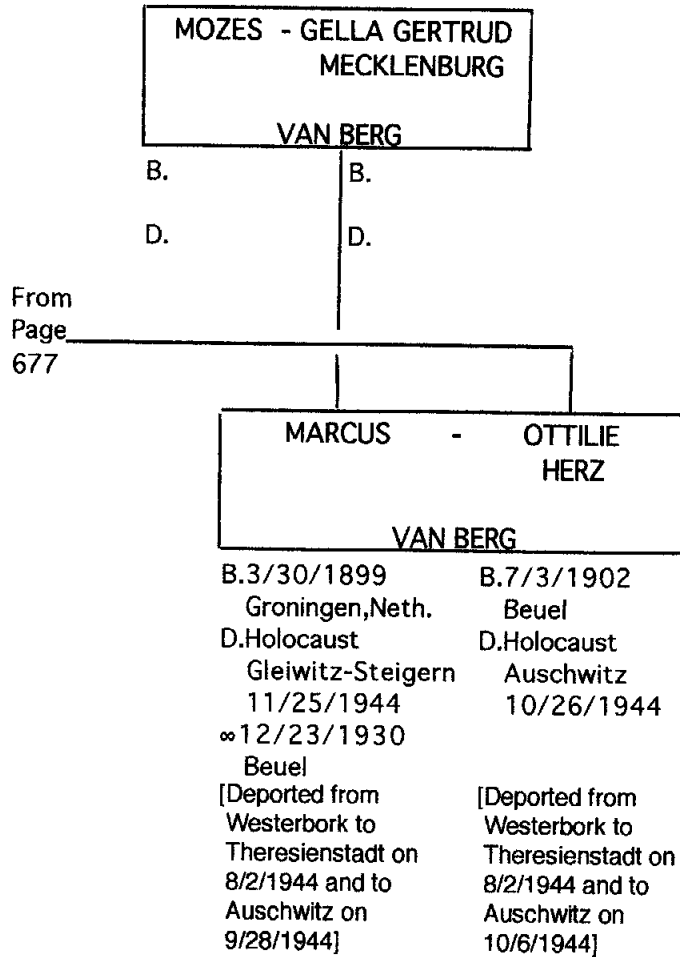 MOZES - GELLA GERTRUD
MECKLENBURG
VAN BERG
B. B.
D. D.
From
Page
677
MARCUS - OTTILIE
HERZ
VAN BERG
B.3/30/1899
Groningen,Neth.
D.Holocaust
Gleiwitz-Steigern
11/25/1944
∞12/23/1930
Beuel
[Deported from
Westerbork to
Theresienstadt on
8/2/1944 and to
Auschwitz on
9/28/1944]
B.7/3/1902
Beuel
D.Holocaust
Auschwitz
10/26/1944
[Deported from
Westerbork to
Theresienstadt on
8/2/1944 and to
Auschwitz on
10/6/1944]